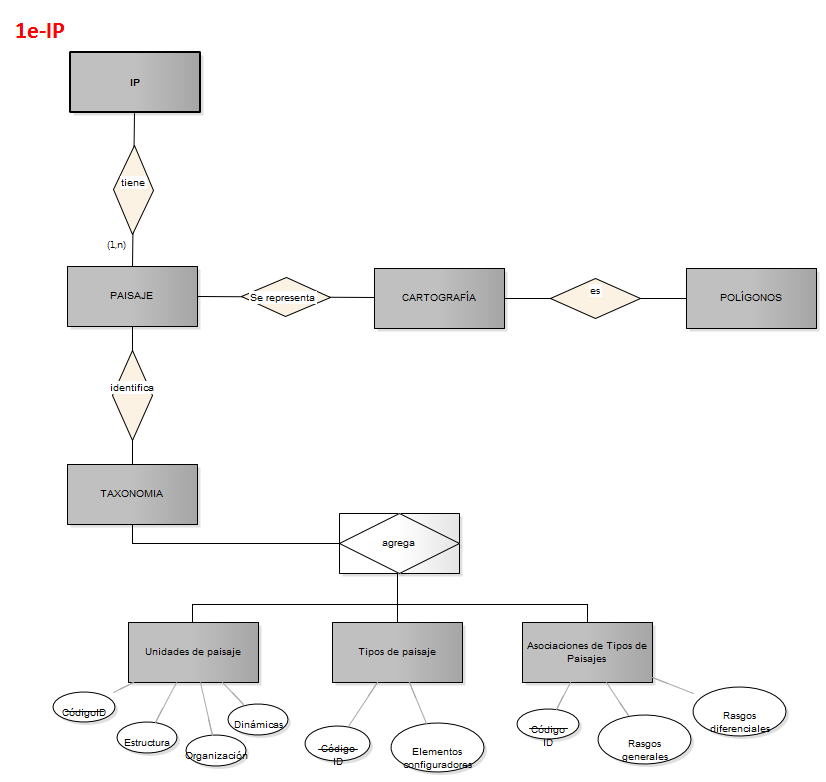 1e-IP
IP
tiene
(1,n)
PAISAJE
Se representa
CARTOGRAFÍA
es
POLÍGONOS
identifica
TAXONOMIA
agrega
Unidades de paisaje
Tipos de paisaje
Asociaciones de Tipos de
Paisajes
CódigoID
Estructura
Organización
Dinámicas
Código
ID
Elementos
configuradores
Código
ID
Rasgos
generales
Rasgos
diferenciales